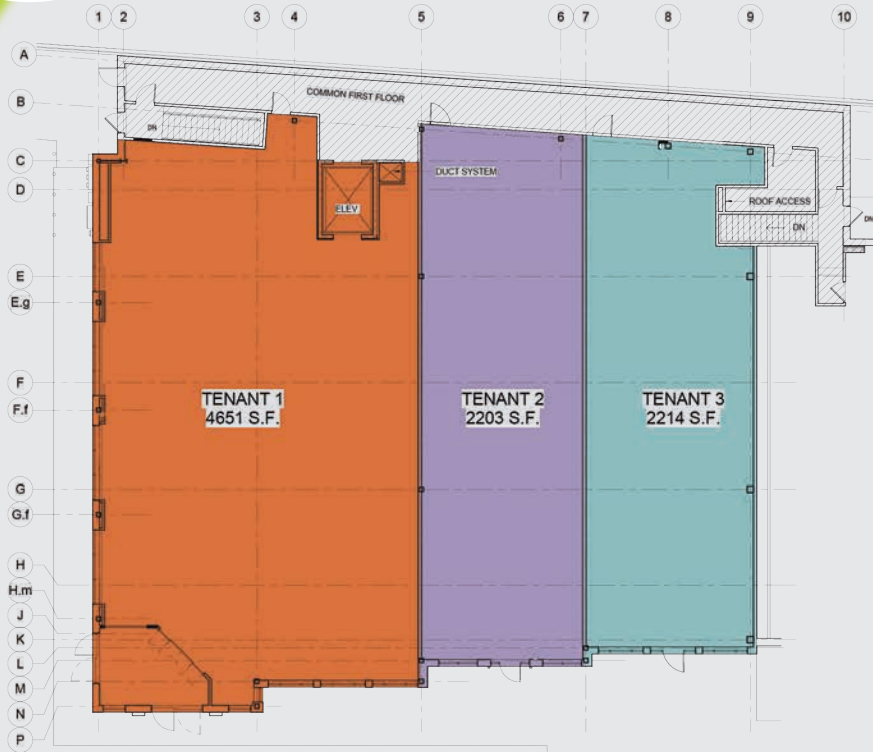 1 2 3 4 5 6 7 8 9 10
A
B
COMMON FIRST FLOOR
DN
C
DUCT SYSTEM
D
ELEV
ROOF ACCESS
DN
DN
E
E.g
F
TENANT 1
4651 S.F.
TENANT 2
2203 S.F.
TENANT 3
2214 S.F.
F.f
G
G.f
H
H.m
J
K
L
M
N
P